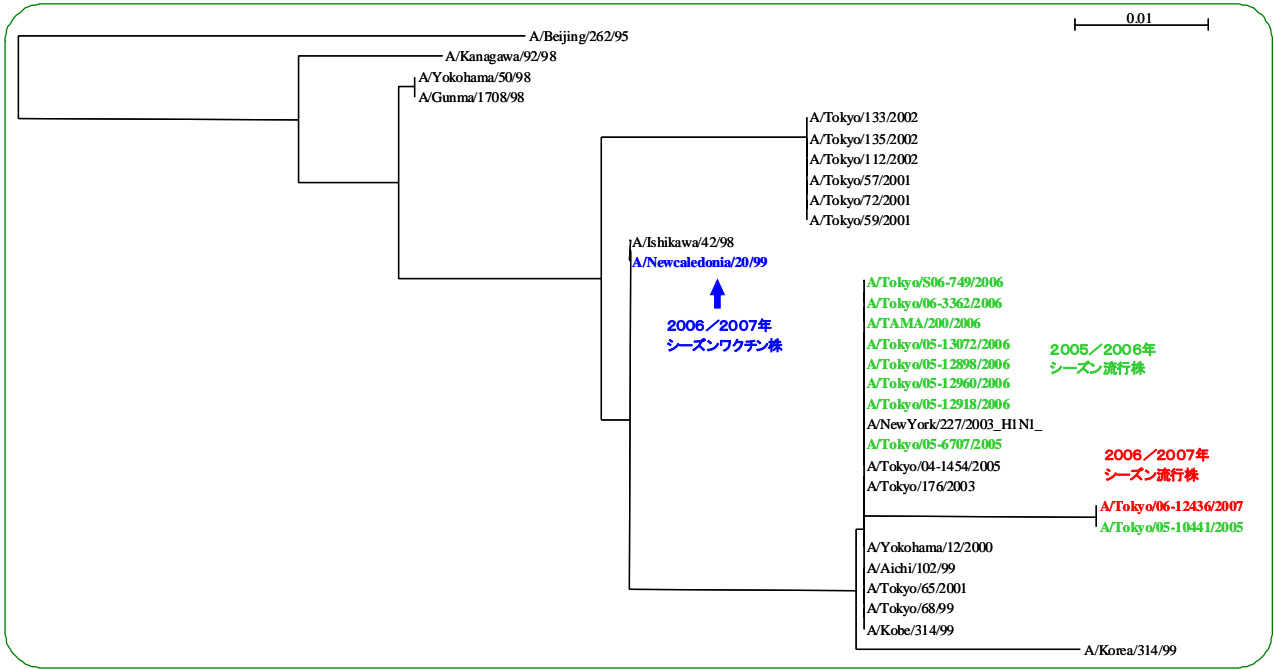 0.01
A/Beijing/262/95
A/Kanagawa/92/98
A/Yokohama/50/98
A/Gunma/1708/98
A/Tokyo/133/2002
A/Tokyo/135/2002
A/Tokyo/112/2002
A/Tokyo/57/2001
A/Tokyo/72/2001
A/Tokyo/59/2001
A/Ishikawa/42/98
A/Newcaledonia/20/99
2006／2007年
シーズンワクチン株
A/Tokyo/S06-749/2006
A/Tokyo/06-3362/2006
A/TAMA/200/2006
A/Tokyo/05-13072/2006
A/Tokyo/05-12898/2006
A/Tokyo/05-12960/2006
A/Tokyo/05-12918/2006
2005／2006年
シーズン流行株
A/NewYork/227/2003_H1N1_
A/Tokyo/05-6707/2005
A/Tokyo/04-1454/2005
A/Tokyo/176/2003
2006／2007年
シーズン流行株
A/Tokyo/06-12436/2007
A/Tokyo/05-10441/2005
A/Yokohama/12/2000
A/Aichi/102/99
A/Tokyo/65/2001
A/Tokyo/68/99
A/Kobe/314/99
A/Korea/314/99